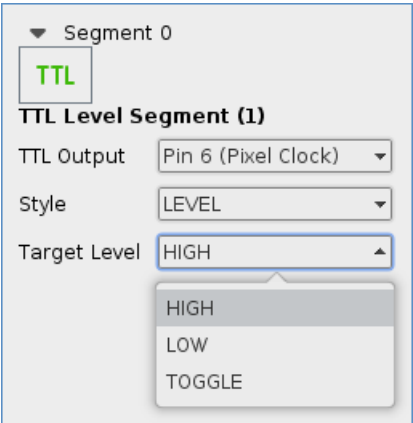 Segment 0
TTL
TTL Level Segment (1)
TTL Output Pin 6 (Pixel Clock)
Style LEVEL
Target Level HIGH
HIGH
LOW
TOGGLE